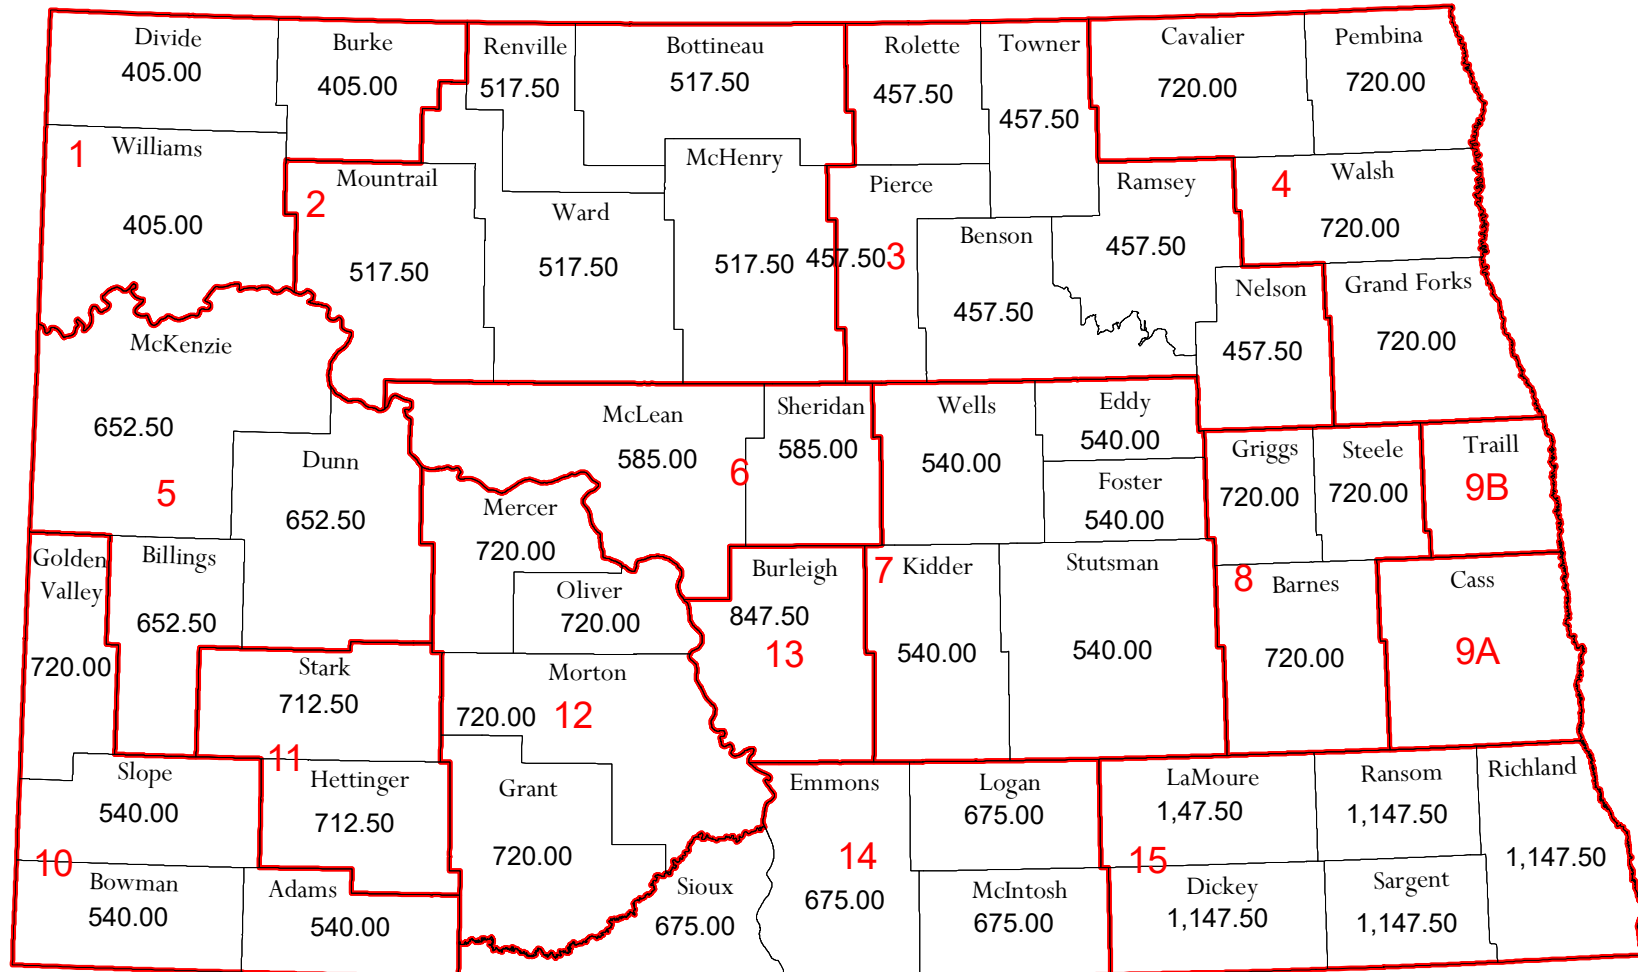 Divide
405.00
Burke
405.00
Renville
517.50
Bottineau
517.50
Rolette
457.50
Towner
457.50
Cavalier
720.00
Pembina
720.00
1
Williams
405.00
2
Mountrail
517.50
Ward
517.50
McHenry
517.50
Pierce
457.50
3
Benson
457.50
Ramsey
457.50
4
Walsh
720.00
Nelson
457.50
Grand Forks
720.00
McKenzie
652.50
5
Dunn
652.50
McLean
585.00
6
Sheridan
585.00
Wells
540.00
Eddy
540.00
Foster
540.00
Griggs
720.00
Steele
720.00
Traill
9B
Golden
Valley
720.00
Billings
652.50
Mercer
720.00
Oliver
720.00
Burleigh
847.50
13
7
Kidder
540.00
Stutsman
540.00
8
Barnes
720.00
Cass
9A
Stark
712.50
11
Morton
720.00
12
Slope
540.00
Hettinger
712.50
Grant
720.00
Emmons
14
675.00
Logan
675.00
LaMoure
1,47.50
15
Ransom
1,147.50
Richland
1,147.50
10
Bowman
540.00
Adams
540.00
Sioux
675.00
McIntosh
675.00
Dickey
1,147.50
Sargent
1,147.50